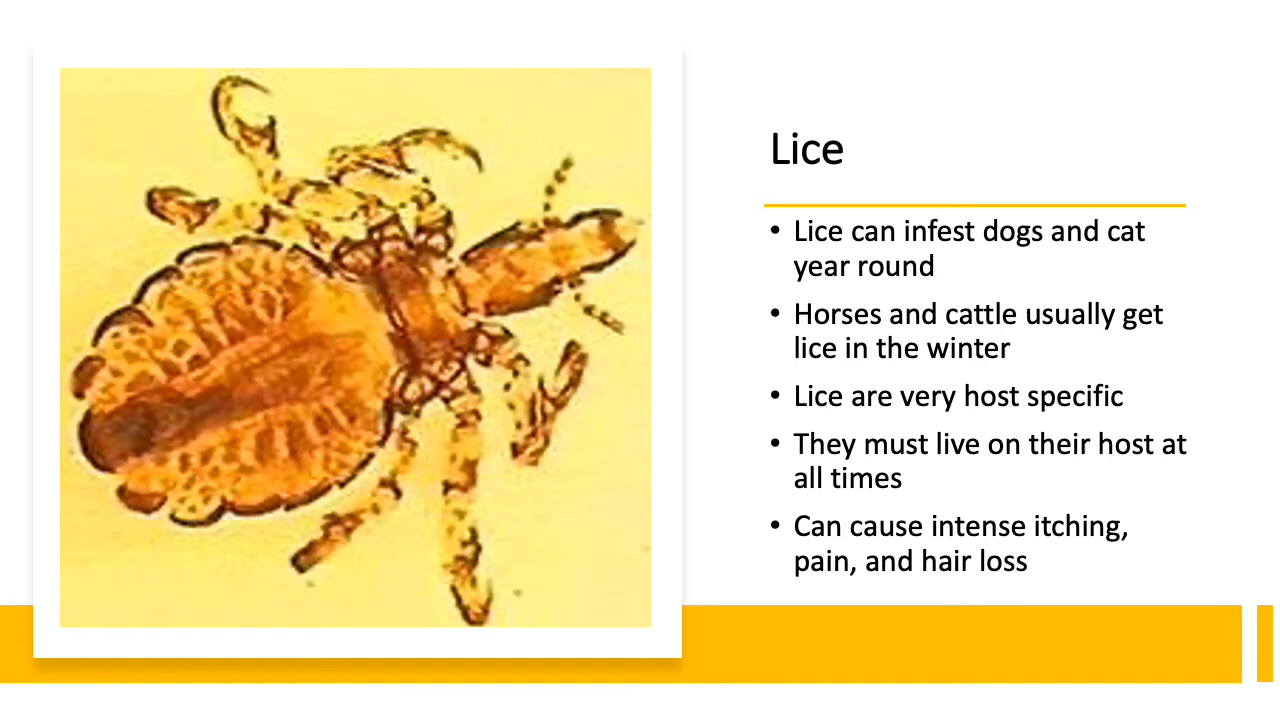 Lice
• Lice can infest dogs and cat
year round
• Horses and cattle usually get
lice in the winter
• Lice are very host specific
• They must live on their host at
all times
• Can cause intense itching,
pain, and hair loss